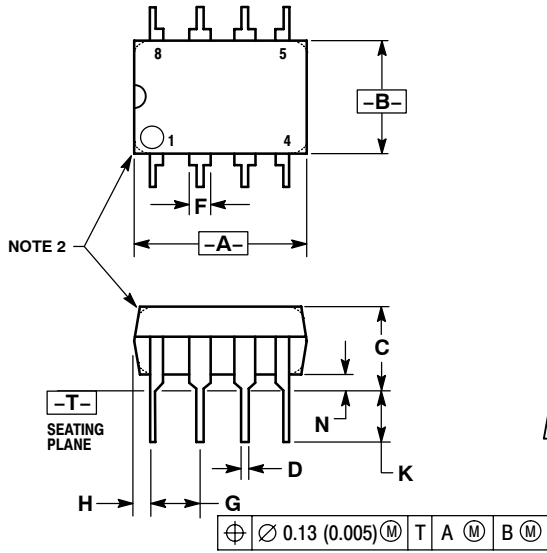 8 5
–B–
1 4
F
NOTE 2
–A–
C
–T–
N
SEATING
PLANE
D
K
H
G
⌖ ∅ 0.13 (0.005) Ⓜ T A Ⓜ B Ⓜ